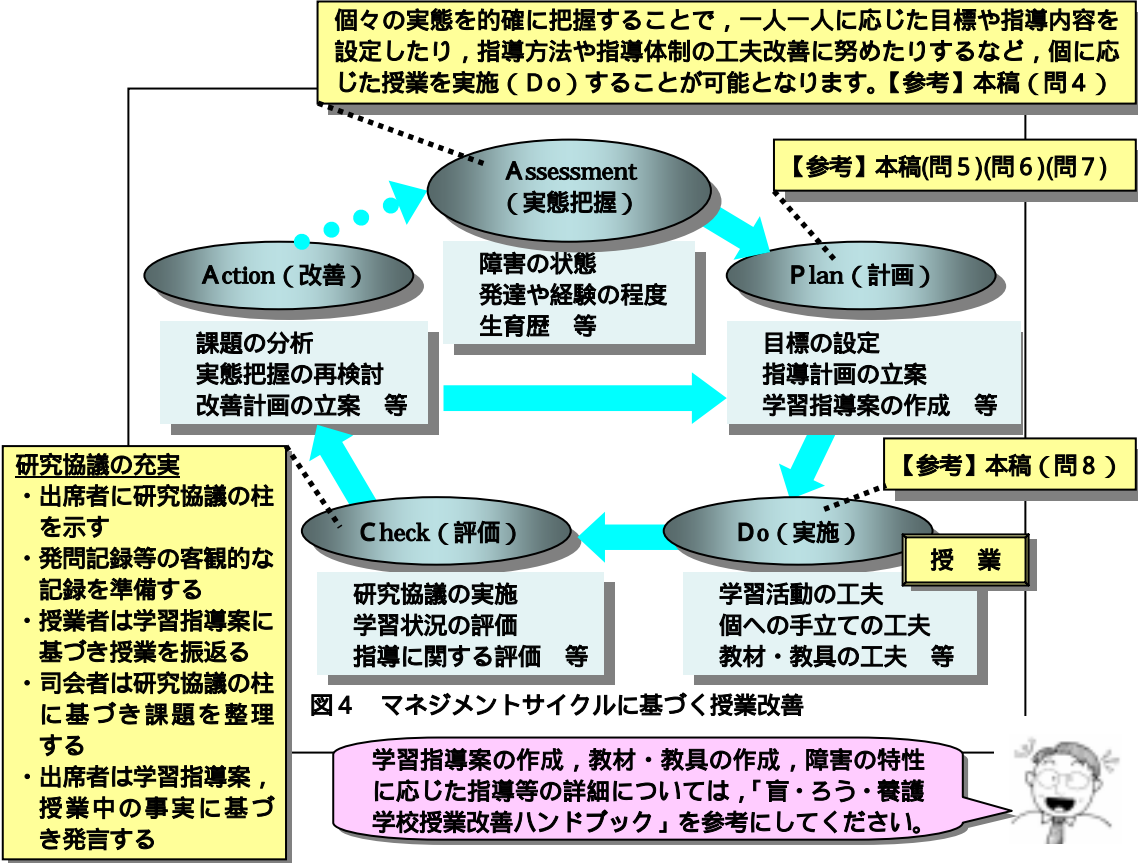 個々の実態を的確に把握することで，一人一人に応じた目標や指導内容を
設定したり，指導方法や指導体制の工夫改善に努めたりするなど，個に応
じた授業を実施（Ｄo）することが可能となります。【参考】本稿（問４）
Ａssessment
（実態把握）
【参考】本稿(問５)(問６)(問７)
Ａction（改善）
障害の状態
発達や経験の程度
生育歴　等
Ｐlan（計画）
課題の分析
実態把握の再検討
改善計画の立案　等
目標の設定
指導計画の立案
学習指導案の作成　等
研究協議の充実
・出席者に研究協議の柱
を示す
・発問記録等の客観的な
記録を準備する
・授業者は学習指導案に
基づき授業を振返る
・司会者は研究協議の柱
に基づき課題を整理
する
・出席者は学習指導案，
授業中の事実に基づ
き発言する
【参考】本稿（問８）
Ｃheck（評価）
Ｄo（実施）
授　業
研究協議の実施
学習状況の評価
指導に関する評価　等
学習活動の工夫
個への手立ての工夫
教材・教具の工夫　等
図４　マネジメントサイクルに基づく授業改善
学習指導案の作成，教材・教具の作成，障害の特性
に応じた指導等の詳細については，「盲・ろう・養護
学校授業改善ハンドブック」を参考にしてください。